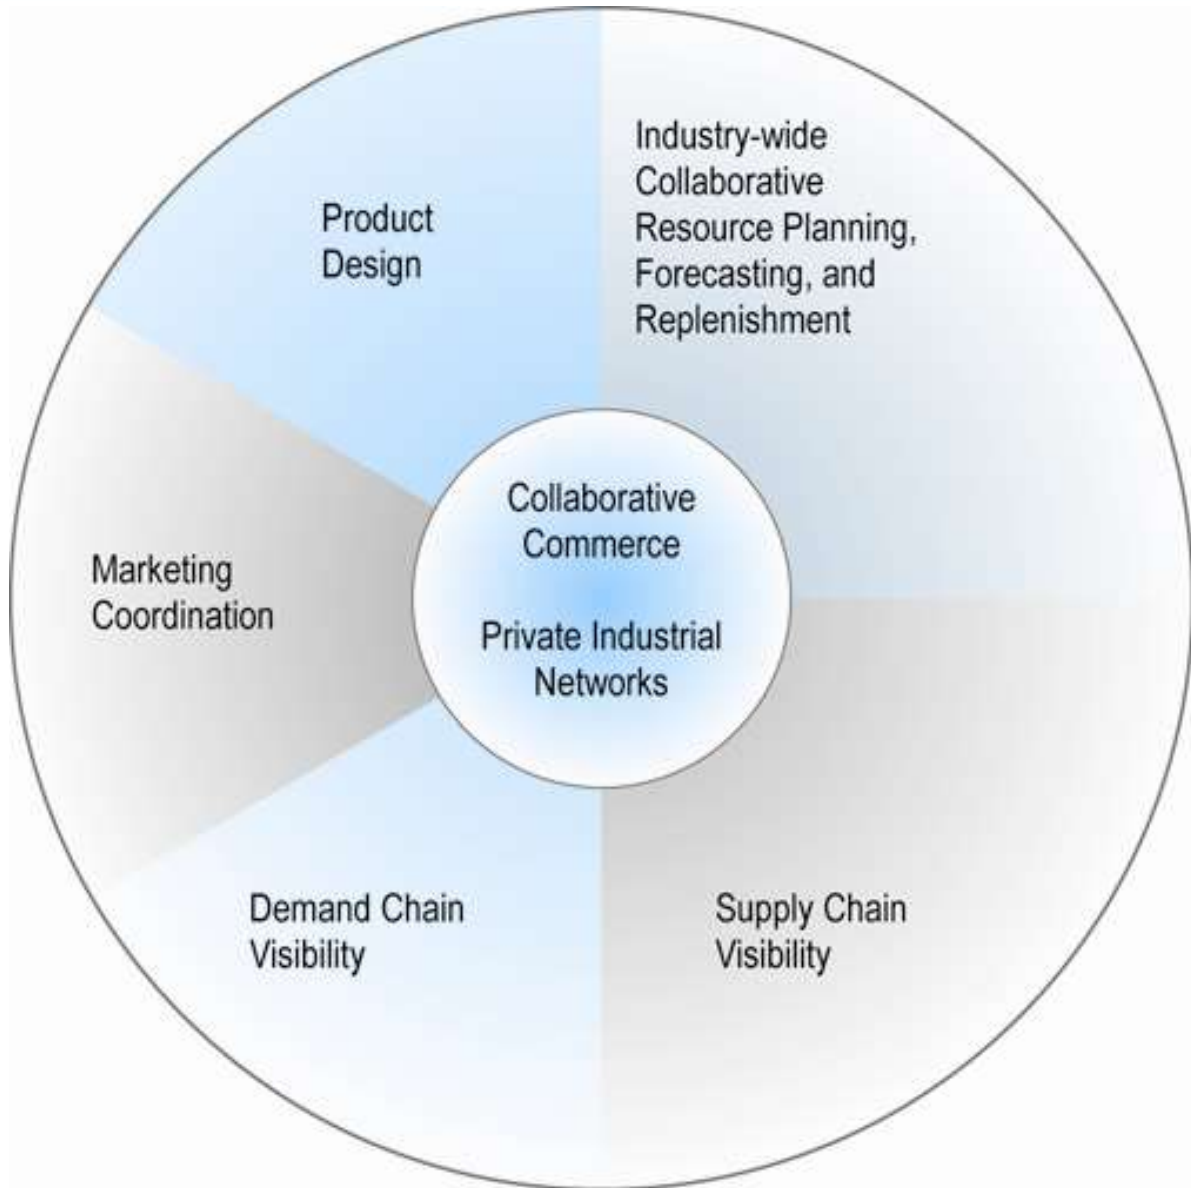 Product
Design
Industry-wide
Collaborative
Resource Planning,
Forecasting, and
Replenishment
Marketing
Coordination
Collaborative
Commerce
Private Industrial
Networks
Demand Chain
Visibility
Supply Chain
Visibility